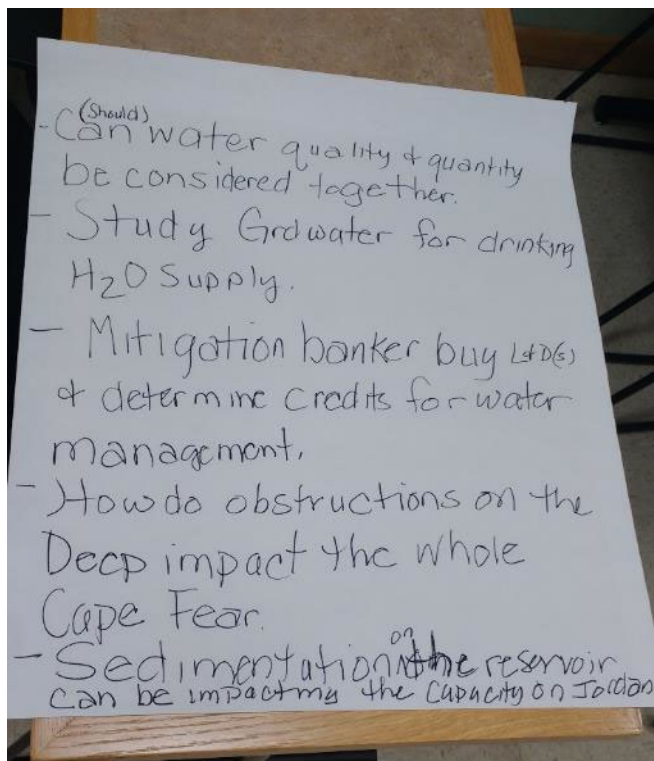 (Should)
- Can water quality & quantity
be considered together.
- Study Grdwater for drinking
H2O Supply.
- Mitigation banker buy L&D(s)
& determine credits for water
management.
- How do obstructions on the
Deep impact the whole
Cape Fear.
- Sedimentation on the reservoir
can be impacting the capacity on Jordan